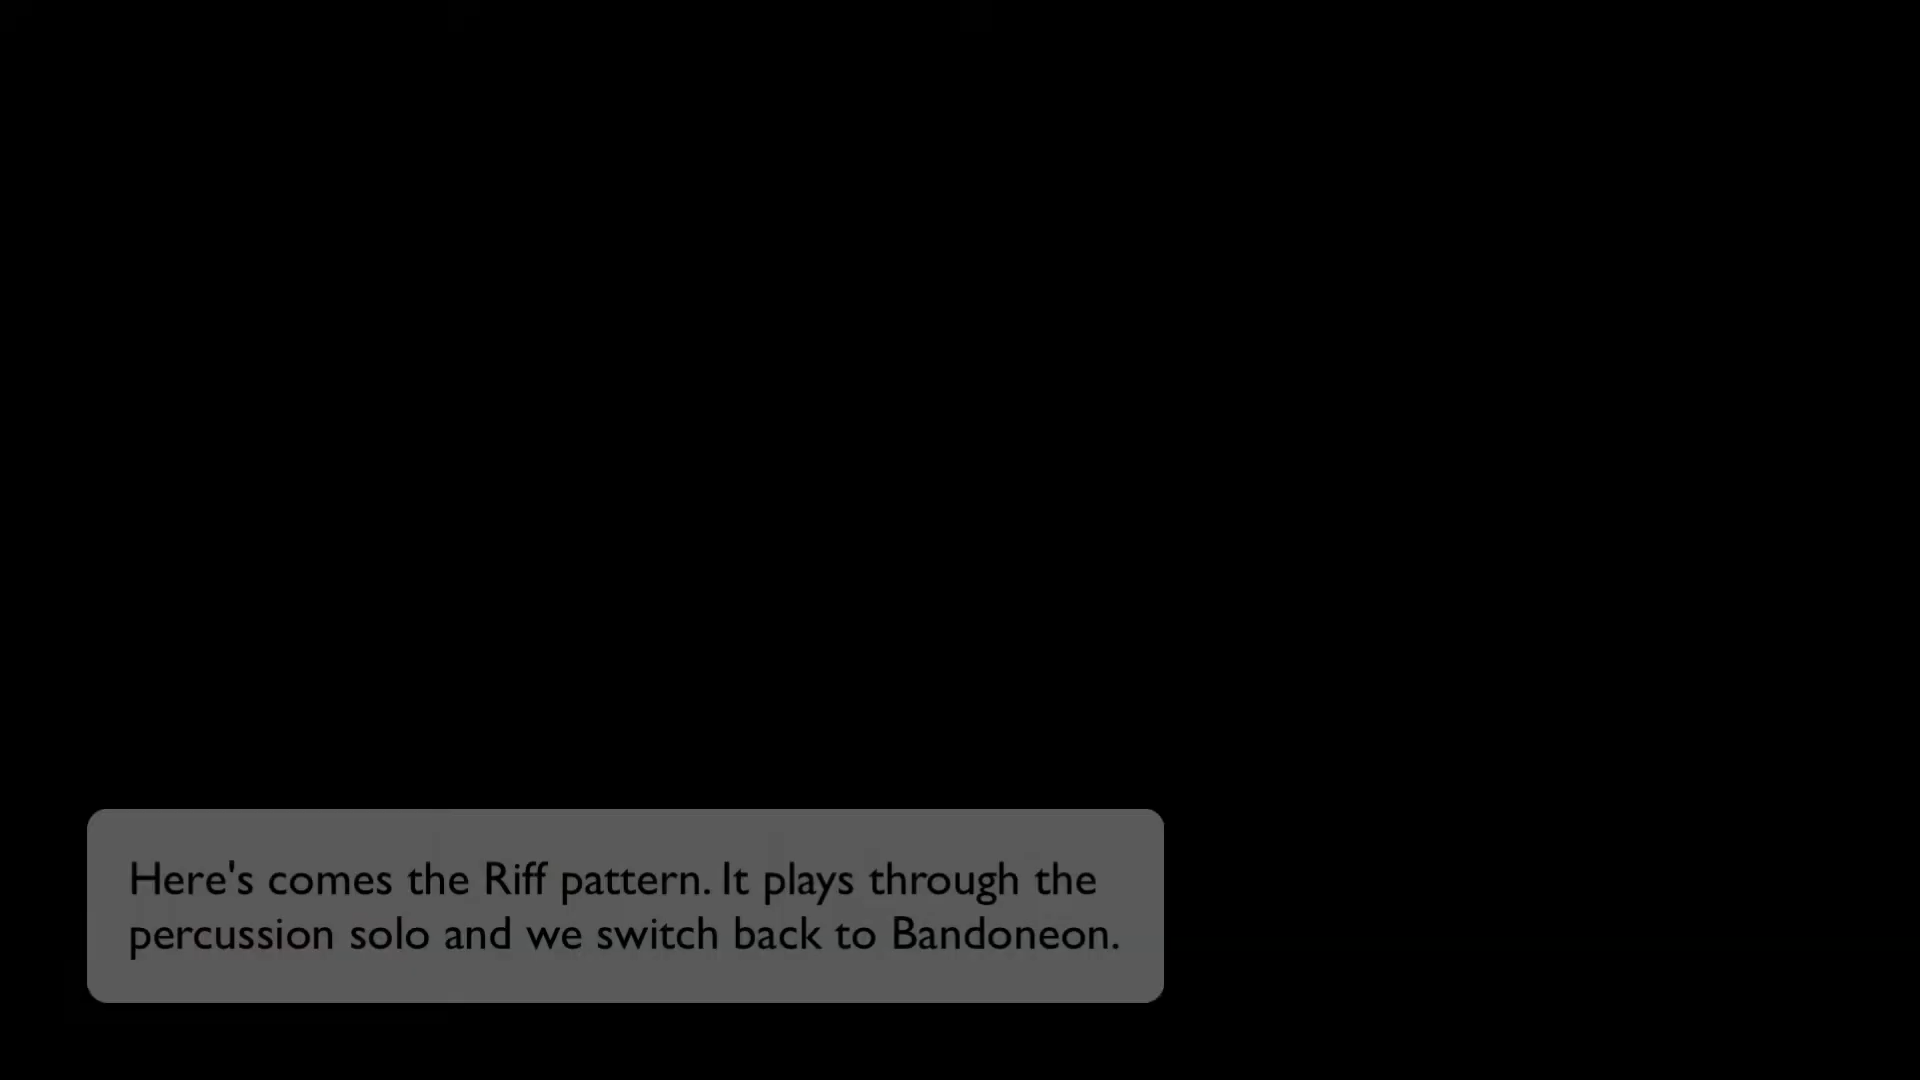 Here's comes the Riff pattern. It plays through the
percussion solo and we switch back to Bandoneon.